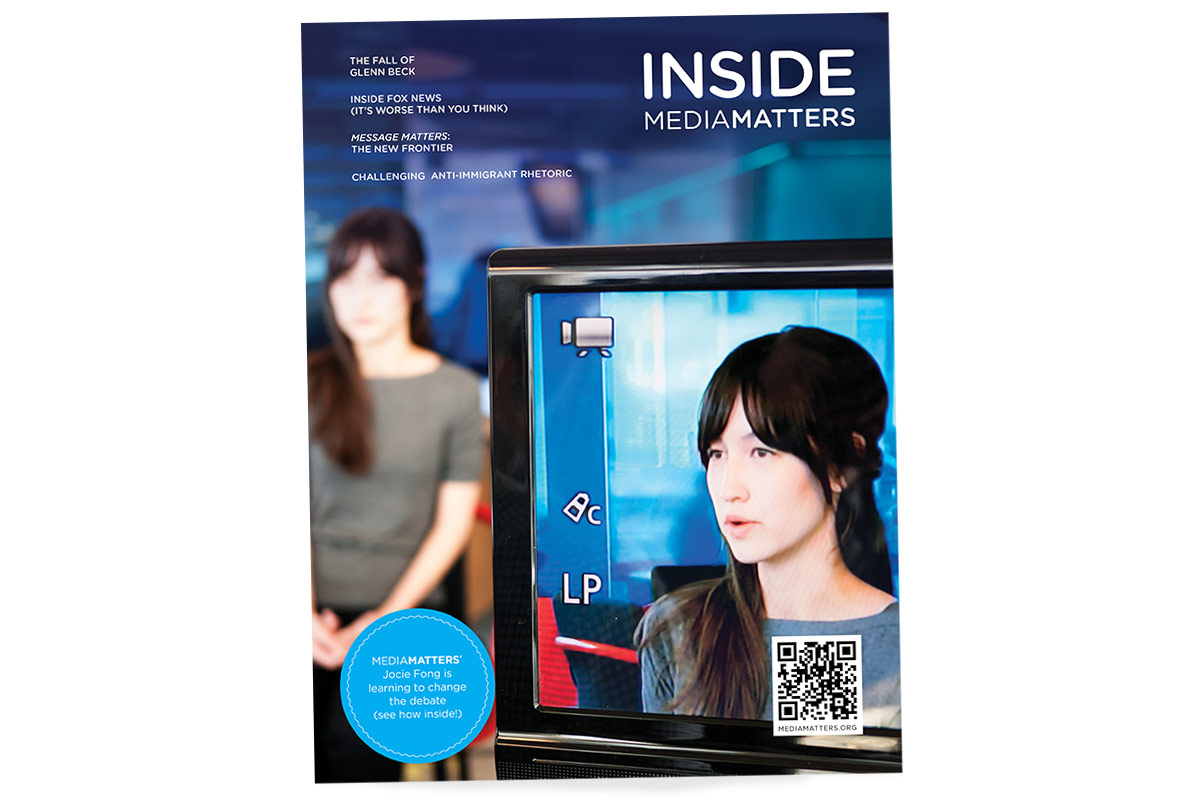 THE FALL OF
GLENN BECK
INSIDE FOX NEWS
(IT'S WORSE THAN YOU THINK)
MESSAGE MATTERS:
THE NEW FRONTIER
CHALLENGING ANTI-IMMIGRANT RHETORIC
INSIDE
MEDIAMATTERS
C
LP
MEDIAMATTERS'
Jocie Fong is
learning to change
the debate
(see how inside!)
MEDIAMATTERS.ORG